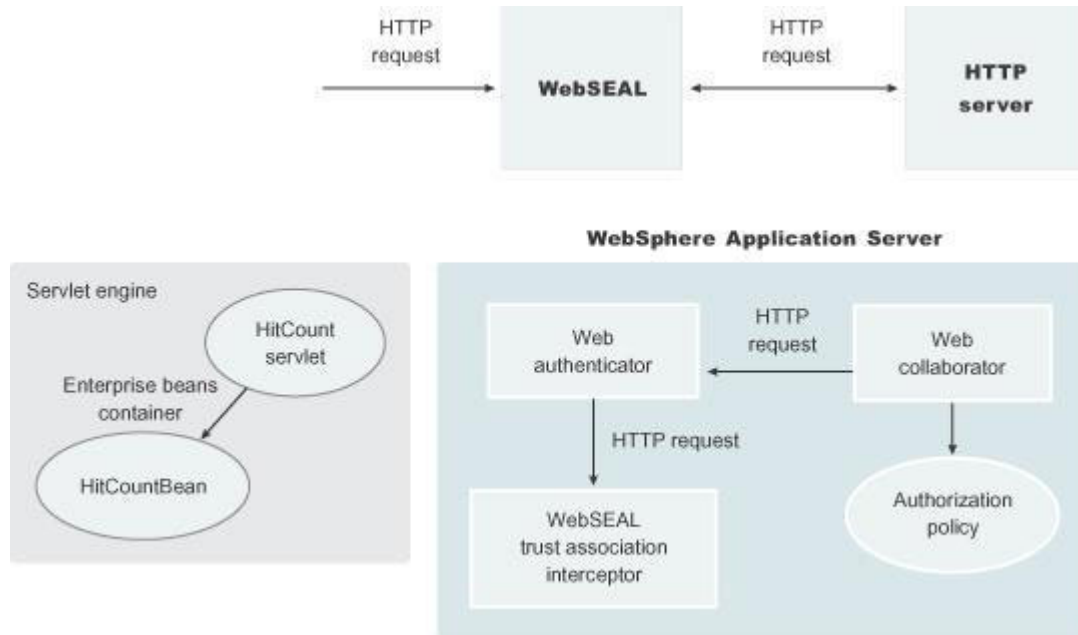 HTTP
request
HTTP
request
WebSEAL
HTTP
server
WebSphere Application Server
Servlet engine
HitCount
servlet
Enterprise beans
container
HitCountBean
Web
authenticator
HTTP
request
Web
collaborator
HTTP request
WebSEAL
trust association
interceptor
Authorization
policy